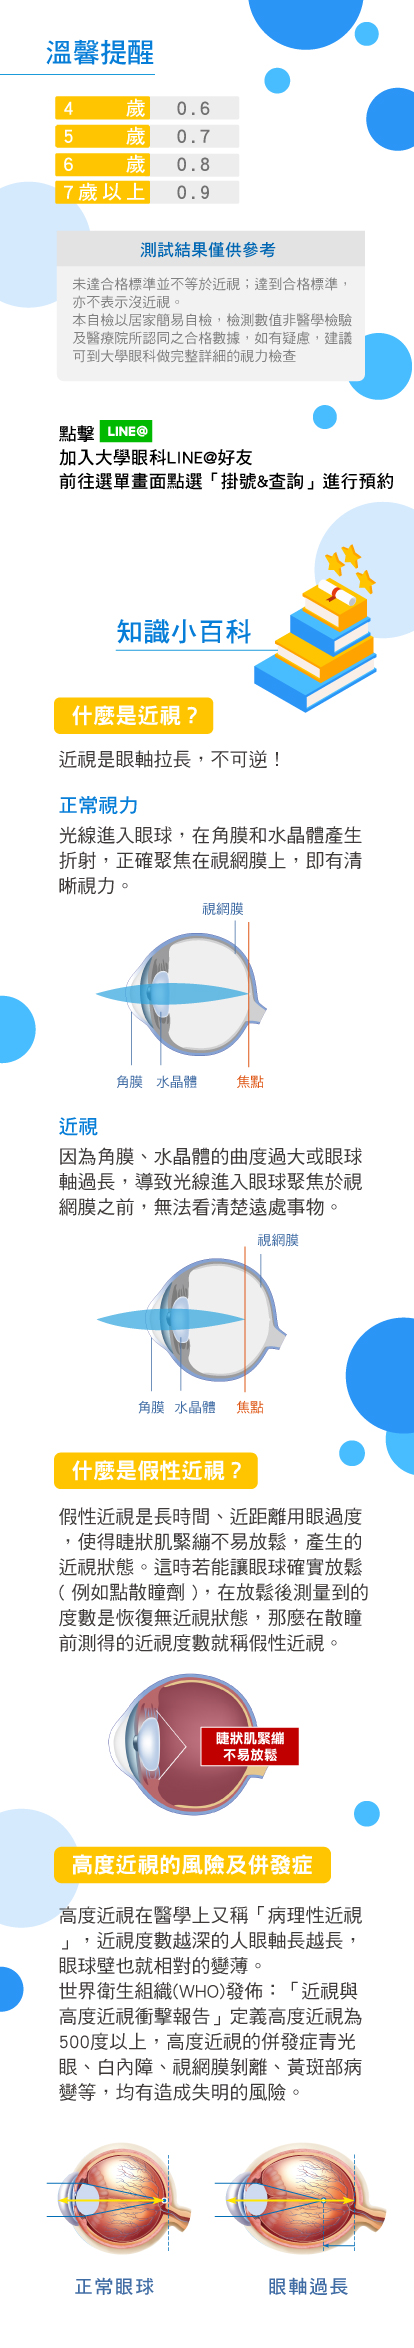 溫馨提醒
4 歲 0.6
5 歲 0.7
6 歲 0.8
7歲以上 0.9
測試結果僅供參考
未達合格標準並不等於近視；達到合格標準，
亦不表示沒近視。
本自檢以居家簡易自檢，檢測數值非醫學檢驗
及醫療院所認同之合格數據，如有疑慮，建議
可到大學眼科做完整詳細的視力檢查
點擊 LINE@
加入大學眼科LINE@好友
前往選單畫面點選「掛號&查詢」進行預約
知識小百科
什麼是近視？
近視是眼軸拉長，不可逆！
正常視力
光線進入眼球，在角膜和水晶體產生
折射，正確聚焦在視網膜上，即有清
晰視力。
視網膜
角膜 水晶體 焦點
近視
因為角膜、水晶體的曲度過大或眼球
軸過長，導致光線進入眼球聚焦於視
網膜之前，無法看清楚遠處事物。
視網膜
角膜 水晶體 焦點
什麼是假性近視？
假性近視是長時間、近距離用眼過度
，使得睫狀肌緊繃不易放鬆，產生的
近視狀態。這時若能讓眼球確實放鬆
( 例如點散瞳劑 )，在放鬆後測量到的
度數是恢復無近視狀態，那麼在散瞳
前測得的近視度數就稱假性近視。
睫狀肌緊繃
不易放鬆
高度近視的風險及併發症
高度近視在醫學上又稱「病理性近視
」，近視度數越深的人眼軸長越長，
眼球壁也就相對的變薄。
世界衛生組織(WHO)發佈：「近視與
高度近視衝擊報告」定義高度近視為
500度以上，高度近視的併發症青光
眼、白內障、視網膜剝離、黃斑部病
變等，均有造成失明的風險。
正常眼球 眼軸過長